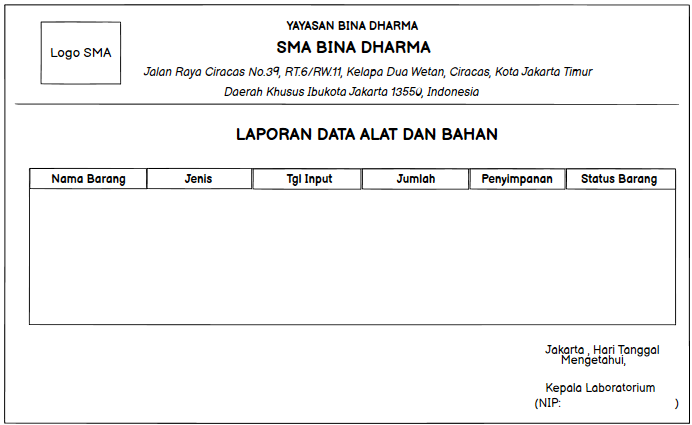 YAYASAN BINA DHARMA
Logo SMA
SMA BINA DHARMA
Jalan Raya Ciracas No.39, RT.6/RW.11, Kelapa Dua Wetan, Ciracas, Kota Jakarta Timur
Daerah Khusus Ibukota Jakarta 13550, Indonesia
LAPORAN DATA ALAT DAN BAHAN
Nama Barang Jenis Tgl Input Jumlah Penyimpanan Status Barang
Jakarta , Hari Tanggal
Mengetahui,
Kepala Laboratorium
(NIP: )